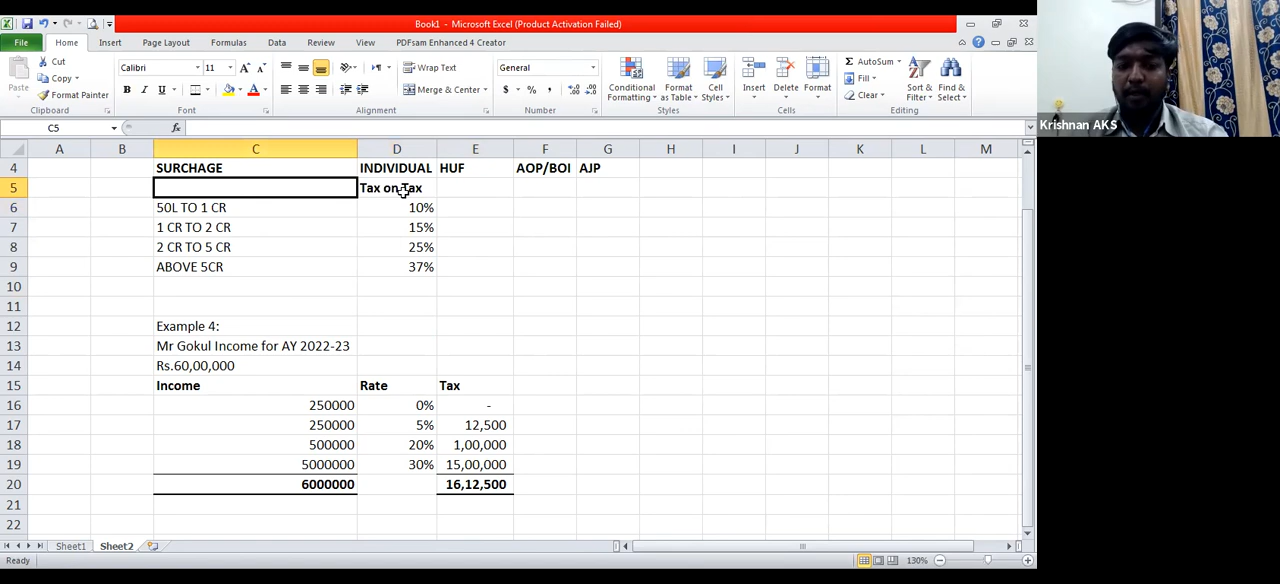 Book1 - Microsoft Excel (Product Activation Failed)
File Home Insert Page Layout Formulas Data Review View PDFsam Enhanced 4 Creator
Krishnan AKS
Paste Cut Copy Format Painter Clipboard
Calibri 11 A A B I U A Font
Wrap Text Merge & Center Alignment
General $ % , Number
Conditional Formatting Format as Table Cell Styles Styles
Insert Delete Format Cells
AutoSum Fill Clear Sort & Filter Find & Select Editing
C5 fx
A B C D E F G H I J K L M
4 SURCHAGE INDIVIDUAL HUF AOP/BOI AJP
5 Tax on Tax
6 50L TO 1 CR 10%
7 1 CR TO 2 CR 15%
8 2 CR TO 5 CR 25%
9 ABOVE 5CR 37%
10
11
12 Example 4:
13 Mr Gokul Income for AY 2022-23
14 Rs.60,00,000
15 Income Rate Tax
16 250000 0% -
17 250000 5% 12,500
18 500000 20% 1,00,000
19 5000000 30% 15,00,000
20 6000000 16,12,500
21
22
Sheet1 Sheet2
Ready 130%